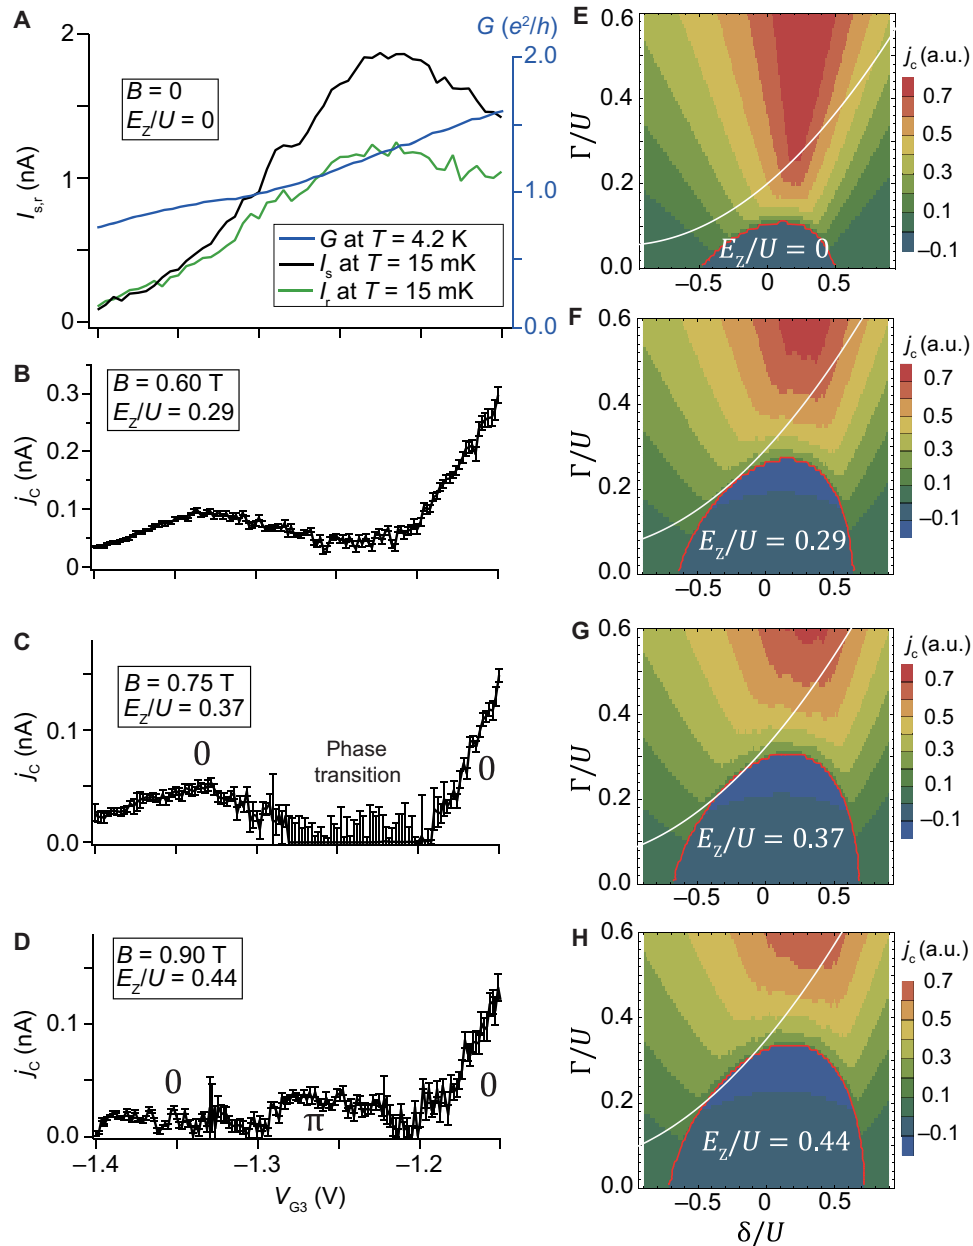 A
G (e²/h)
2
2.0
B = 0
E_Z/U = 0
I_s,r (nA)
1
1.0
G at T = 4.2 K
I_s at T = 15 mK
I_r at T = 15 mK
0
0.0
B
B = 0.60 T
E_Z/U = 0.29
0.3
0.2
0.1
0
j_C (nA)
C
B = 0.75 T
E_Z/U = 0.37
0.1
0.0
j_C (nA)
0
Phase
transition
0
D
B = 0.90 T
E_Z/U = 0.44
0.1
0.0
j_C (nA)
0
π
0
−1.4
−1.3
−1.2
V_G3 (V)
E
0.6
0.4
0.2
0.0
Γ/U
E_Z/U = 0
−0.5
0
0.5
j_c (a.u.)
0.7
0.5
0.3
0.1
−0.1
F
0.6
0.4
0.2
0.0
Γ/U
E_Z/U = 0.29
−0.5
0
0.5
j_c (a.u.)
0.7
0.5
0.3
0.1
−0.1
G
0.6
0.4
0.2
0.0
Γ/U
E_Z/U = 0.37
−0.5
0
0.5
j_c (a.u.)
0.7
0.5
0.3
0.1
−0.1
H
0.6
0.4
0.2
0.0
Γ/U
E_Z/U = 0.44
−0.5
0
0.5
δ/U
j_c (a.u.)
0.7
0.5
0.3
0.1
−0.1